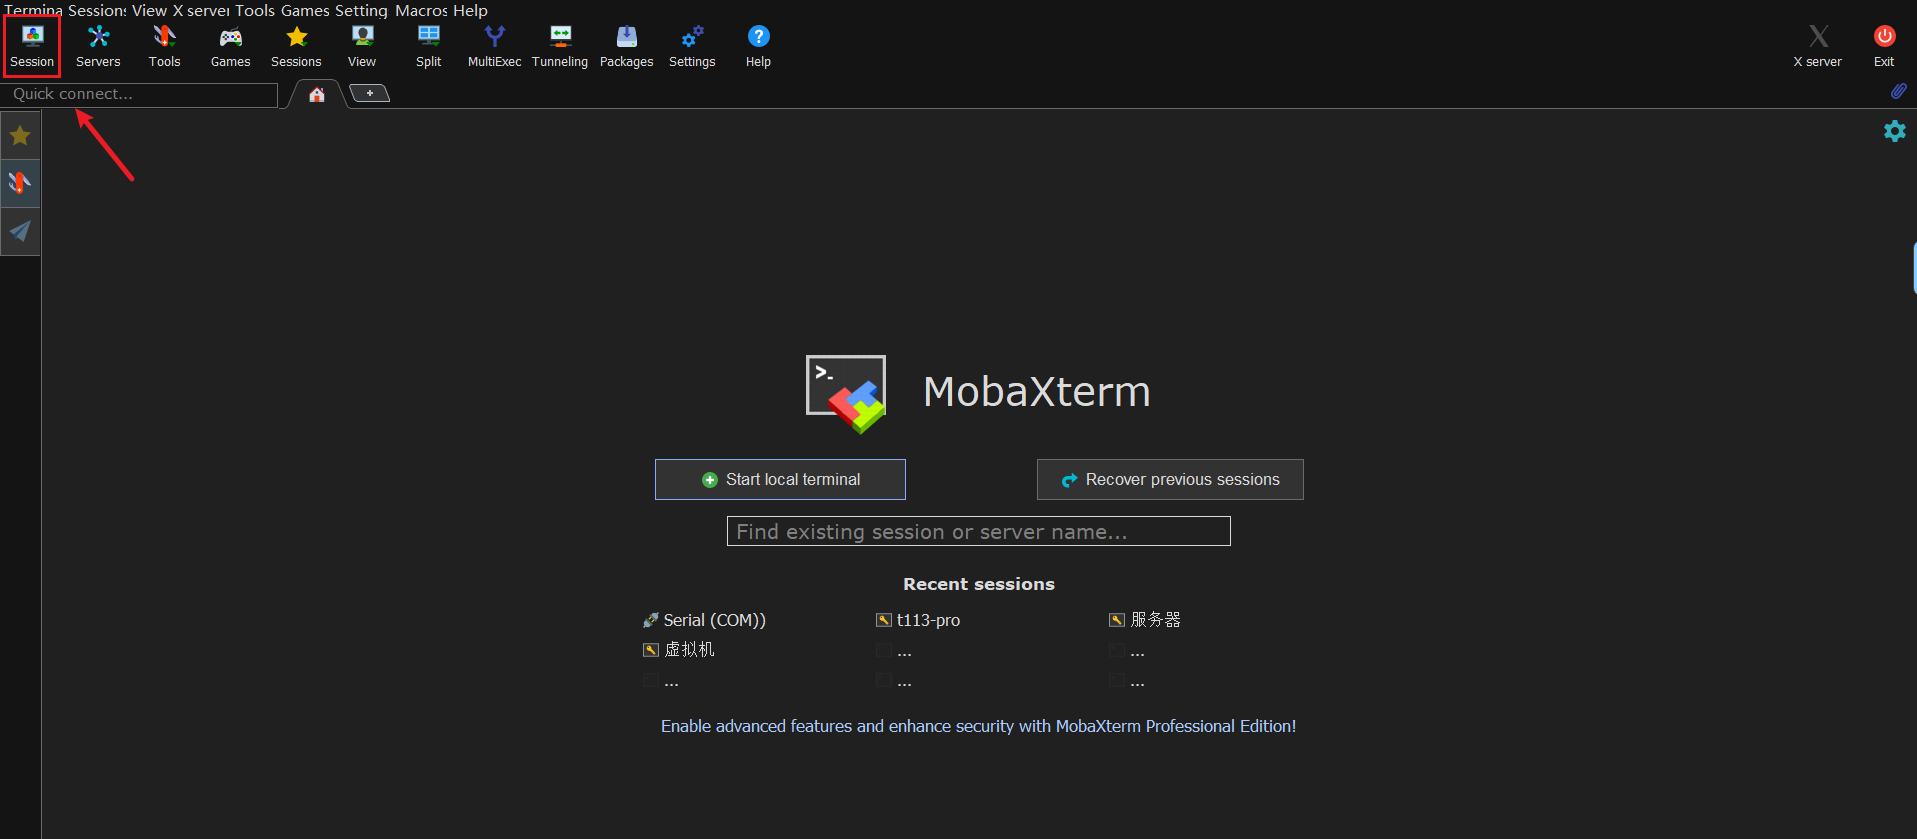 Termina Sessions View X server Tools Games Setting Macros Help
Session Servers Tools Games Sessions View Split MultiExec Tunneling Packages Settings Help X server Exit
Quick connect...
>_ MobaXterm
Start local terminal Recover previous sessions
Find existing session or server name...
Recent sessions
Serial (COM)) t113-pro 服务器
虚拟机 ... ...
... ... ...
Enable advanced features and enhance security with MobaXterm Professional Edition!